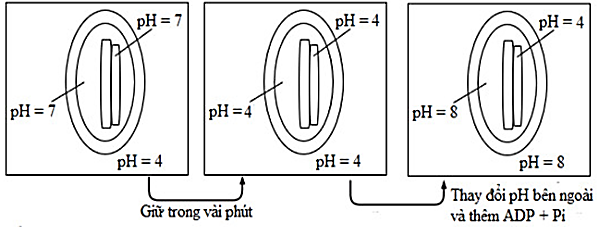 pH = 7
pH = 7
pH = 4
pH = 4
pH = 4
pH = 4
pH = 4
pH = 8
pH = 8
Giữ trong vài phút
Thay đổi pH bên ngoài
và thêm ADP + Pi